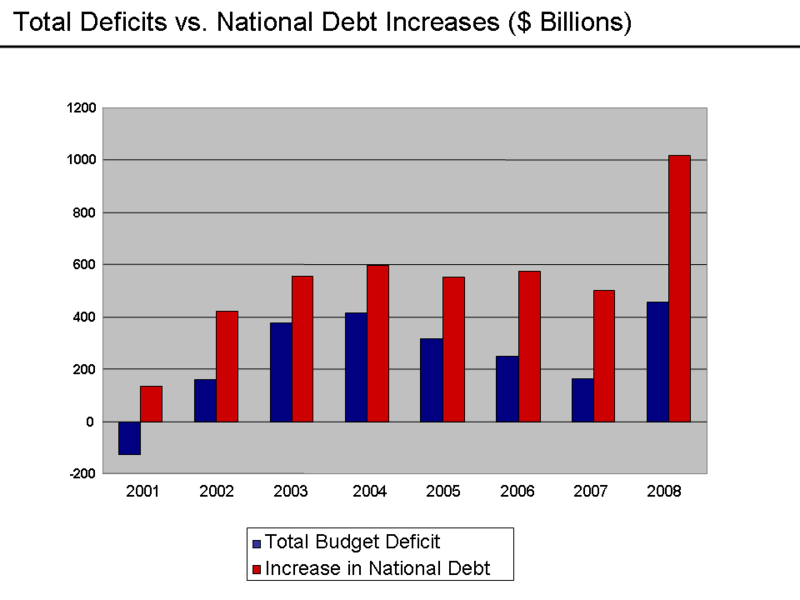 Total Deficits vs. National Debt Increases ($ Billions)
1200
1000
800
600
400
200
0
-200
2001 2002 2003 2004 2005 2006 2007 2008
Total Budget Deficit
Increase in National Debt